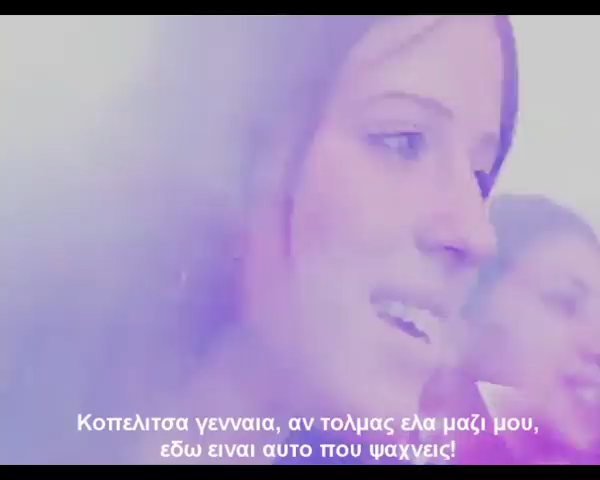 Κοπελιτσα γενναια, αν τολμας ελα μαζι μου,
εδω ειναι αυτο που ψαχνεις!